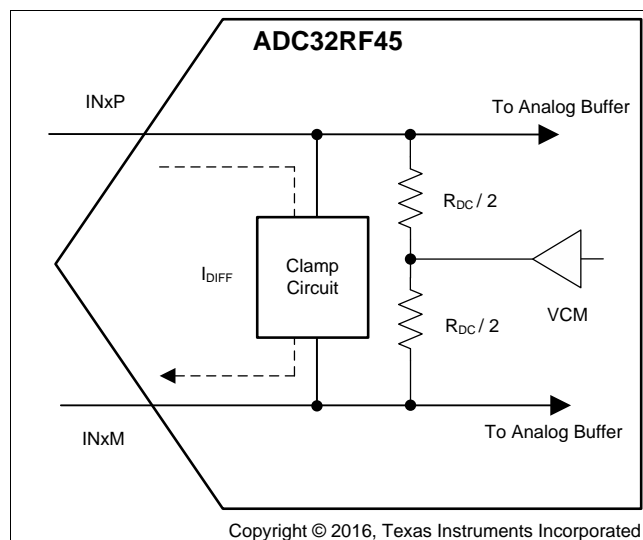 ADC32RF45
INxP
To Analog Buffer
R_DC / 2
I_DIFF
Clamp
Circuit
VCM
R_DC / 2
INxM
To Analog Buffer
Copyright © 2016, Texas Instruments Incorporated